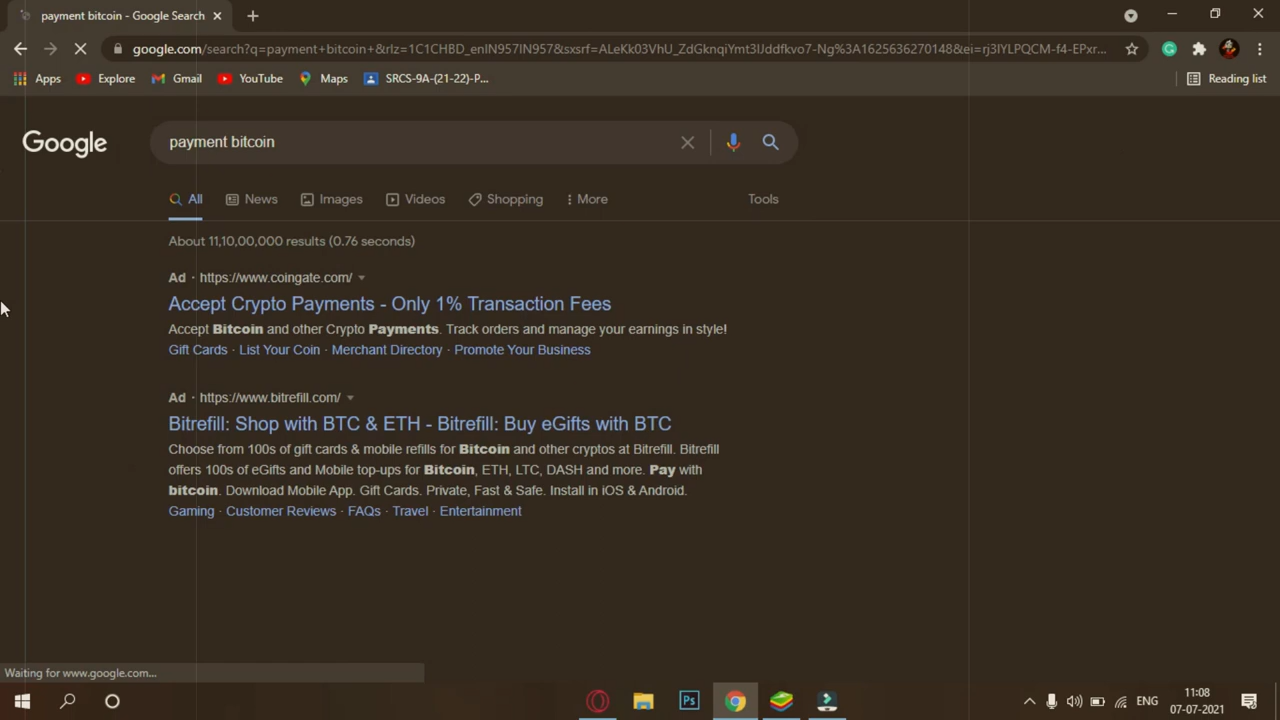 payment bitcoin - Google Search
google.com/search?q=payment+bitcoin+&rlz=1C1CHBD_enIN957IN957&sxsrf=ALeKk03VhU_ZdGknqiYmt3IJddfkvo7-Ng%3A1625636270148&ei=rj3lYLPQCM-f4-EPxr...
Apps Explore Gmail YouTube Maps SRCS-9A-(21-22)-P... Reading list
Google payment bitcoin
All News Images Videos Shopping More Tools
About 11,10,00,000 results (0.76 seconds)
Ad · https://www.coingate.com/
Accept Crypto Payments - Only 1% Transaction Fees
Accept Bitcoin and other Crypto Payments. Track orders and manage your earnings in style!
Gift Cards · List Your Coin · Merchant Directory · Promote Your Business
Ad · https://www.bitrefill.com/
Bitrefill: Shop with BTC & ETH - Bitrefill: Buy eGifts with BTC
Choose from 100s of gift cards & mobile refills for Bitcoin and other cryptos at Bitrefill. Bitrefill
offers 100s of eGifts and Mobile top-ups for Bitcoin, ETH, LTC, DASH and more. Pay with
bitcoin. Download Mobile App. Gift Cards. Private, Fast & Safe. Install in iOS & Android.
Gaming · Customer Reviews · FAQs · Travel · Entertainment
Waiting for www.google.com...
Ps
ENG
11:08
07-07-2021